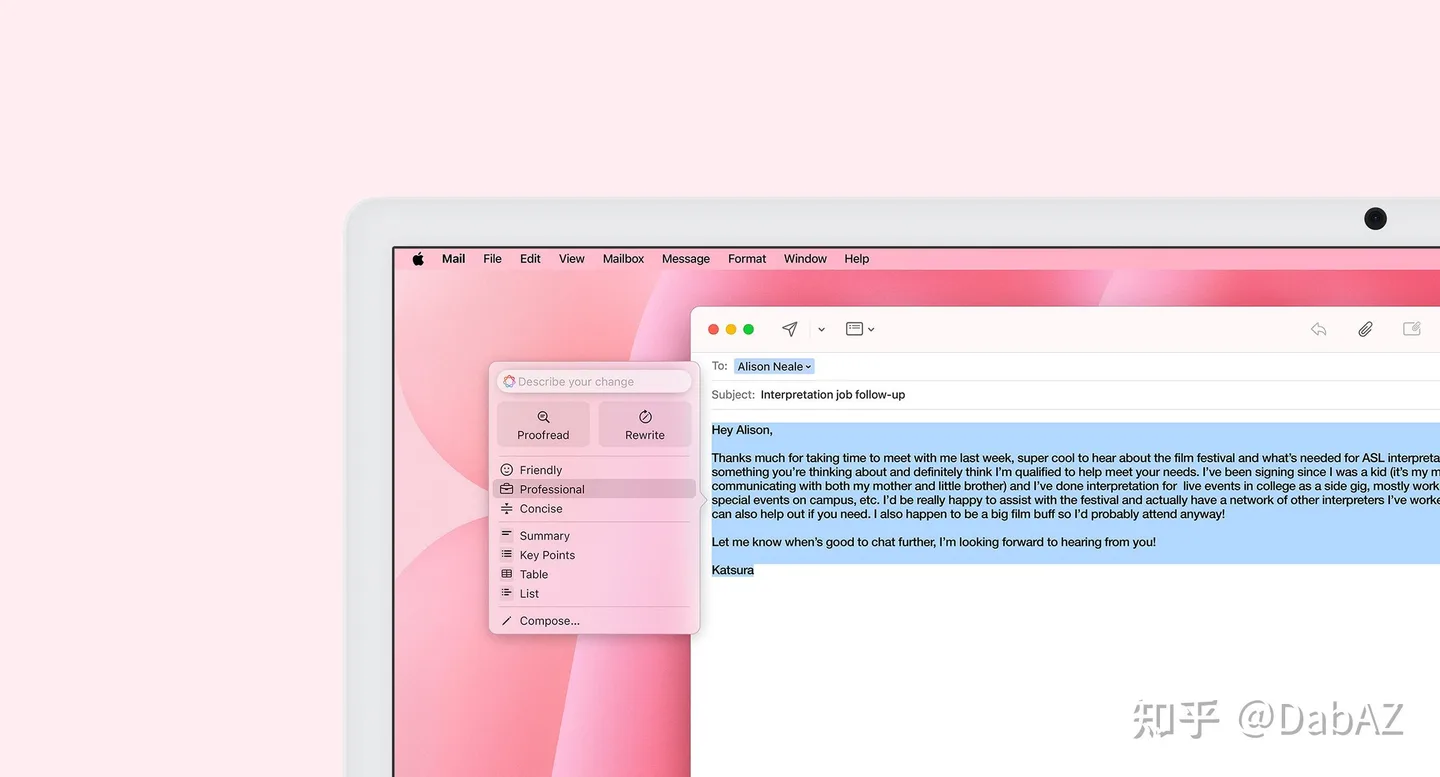 Mail File Edit View Mailbox Message Format Window Help
To: Alison Neale
Subject: Interpretation job follow-up
Describe your change
Proofread Rewrite
Friendly
Professional
Concise
Summary
Key Points
Table
List
Compose...
Hey Alison,
Thanks much for taking time to meet with me last week, super cool to hear about the film festival and what’s needed for ASL
something you’re thinking about and definitely think I’m qualified to help meet your needs. I’ve been signing since I was a kid (it’s my
communicating with both my mother and little brother) and I’ve done interpretation for live events in college as a side gig, mostly
special events on campus, etc. I’d be really happy to assist with the festival and actually have a network of other interpreters I’ve
can also help out if you need. I also happen to be a big film buff so I’d probably attend anyway!
Let me know when’s good to chat further, I’m looking forward to hearing from you!
Katsura
知乎 @DabAZ